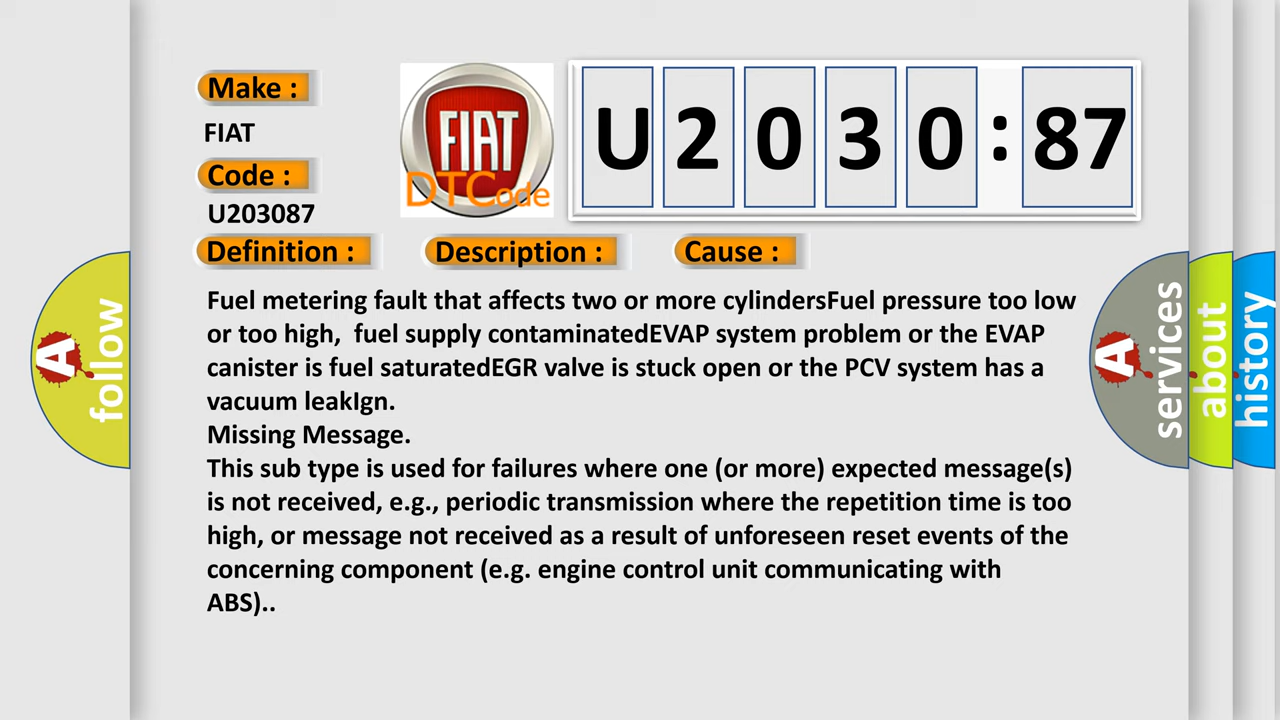 Make :
FIAT
Code :
U203087
FIAT
DTCode
U2030:87
Definition :
Description :
Cause :
Fuel metering fault that affects two or more cylindersFuel pressure too low
or too high,  fuel supply contaminatedEVAP system problem or the EVAP
canister is fuel saturatedEGR valve is stuck open or the PCV system has a
vacuum leakIgn.
Missing Message.
This sub type is used for failures where one (or more) expected message(s)
is not received, e.g., periodic transmission where the repetition time is too
high, or message not received as a result of unforeseen reset events of the
concerning component (e.g. engine control unit communicating with
ABS)..
A
follow
A
services
about
history